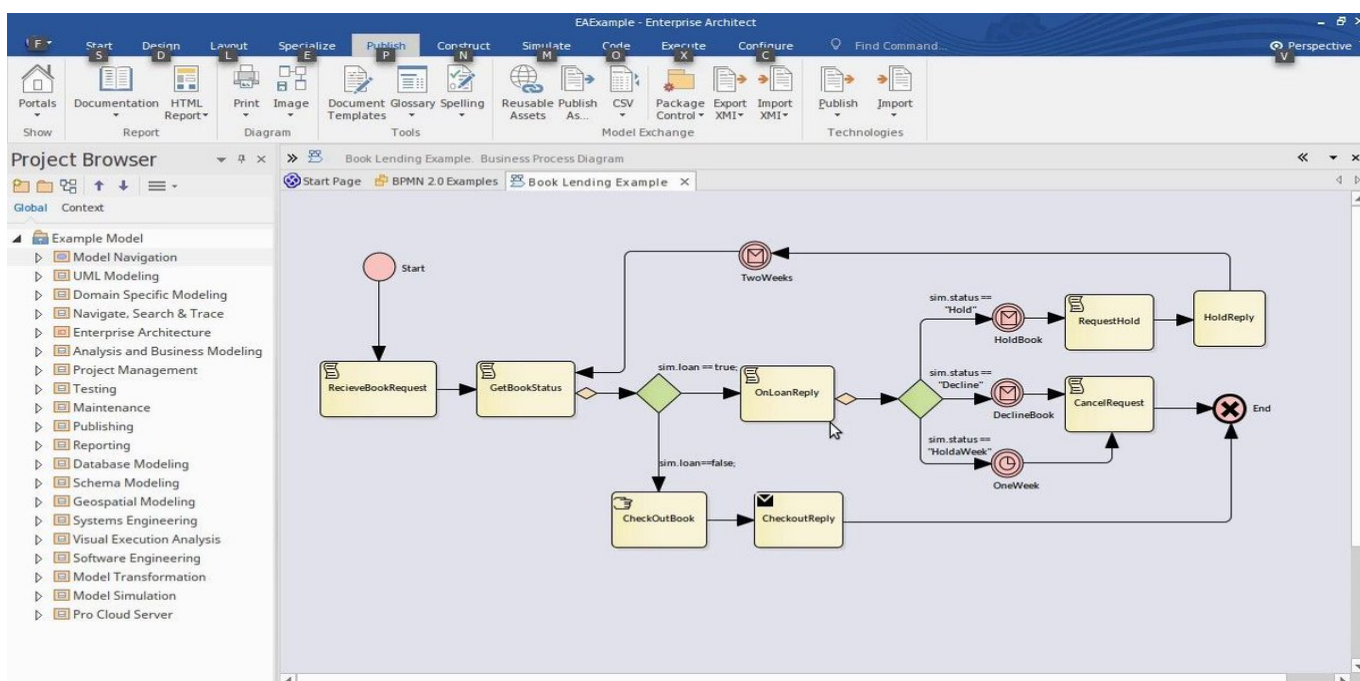 EAExample - Enterprise Architect
F
Start Design Layout Specialize Publish Construct Simulate Code Execute Configure Find Command... Perspective
S D L E P N M O X C V
Portals Documentation HTML Report Print Image Document Templates Glossary Spelling Reusable Assets Publish As... CSV Package Control Export XMI Import XMI Publish Import
Show Report Diagram Tools Model Exchange Technologies
Project Browser
Book Lending Example. Business Process Diagram
Start Page BPMN 2.0 Examples Book Lending Example
Global Context
Example Model
Model Navigation
UML Modeling
Domain Specific Modeling
Navigate, Search & Trace
Enterprise Architecture
Analysis and Business Modeling
Project Management
Testing
Maintenance
Publishing
Reporting
Database Modeling
Schema Modeling
Geospatial Modeling
Systems Engineering
Visual Execution Analysis
Software Engineering
Model Transformation
Model Simulation
Pro Cloud Server
Start
TwoWeeks
sim.status ==
"Hold"
HoldBook
RequestHold
HoldReply
RecieveBookRequest
GetBookStatus
sim.loan ==true;
OnLoanReply
sim.status ==
"Decline"
DeclineBook
CancelRequest
End
sim.status ==
"HoldaWeek"
OneWeek
sim.loan==false;
CheckOutBook
CheckoutReply